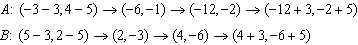 A: (−3 − 3, 4 − 5) → (−6, −1) → (−12, −2) → (−12 + 3, −2 + 5)
B: (5 − 3, 2 − 5) → (2, −3) → (4, −6) → (4 + 3, −6 + 5)